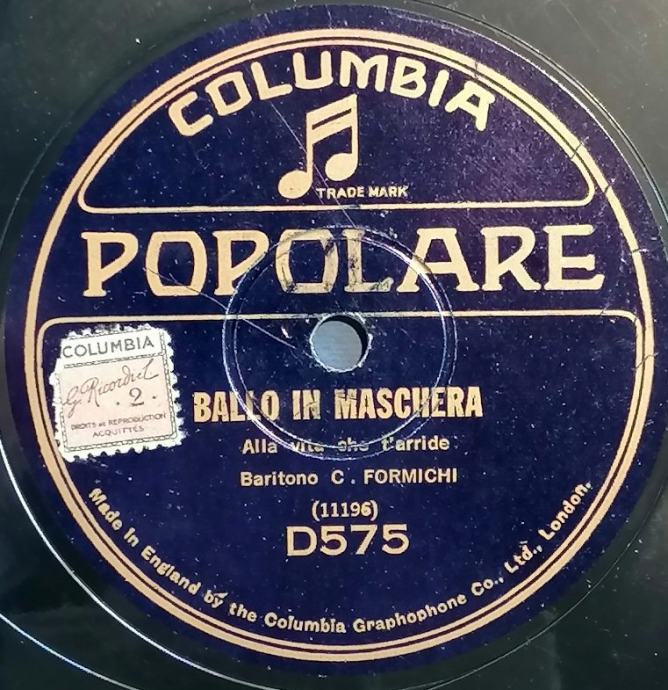 COLUMBIA
TRADE MARK
POPOLARE
COLUMBIA
G. Ricordi
. 2 .
DROITS DE REPRODUCTION
ACQUITTÉS
BALLO IN MASCHERA
Alla vita che t'arride
Baritono C. FORMICHI
(11196)
D575
Made in England by the Columbia Graphophone Co., Ltd., London.